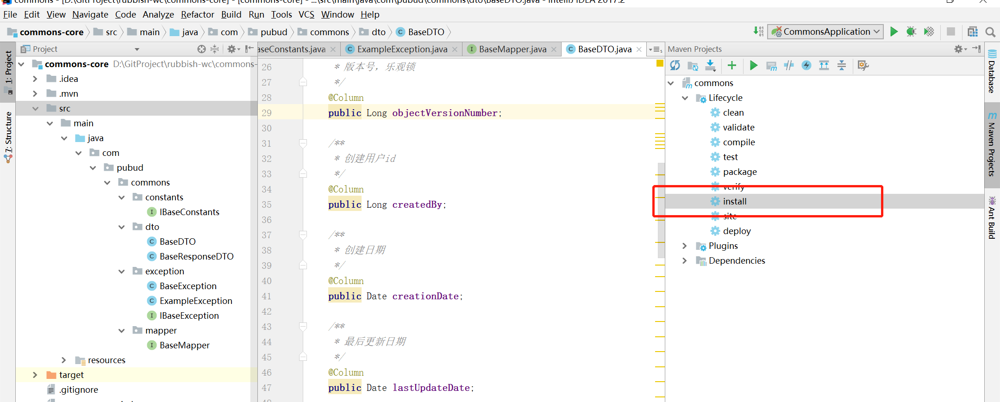 commons - [D:\GitProject\rubbish-wc\commons-core] - [commons-core] - ...\src\main\java\com\pubud\commons\dto\BaseDTO.java - IntelliJ IDEA 2017.2
File Edit View Navigate Code Analyze Refactor Build Run Tools VCS Window Help
commons-core src main java com pubud commons dto BaseDTO
CommonsApplication
1: Project
7: Structure
Project
commons-core D:\GitProject\rubbish-wc\commons-
.idea
.mvn
src
main
java
com
pubud
commons
constants
IBaseConstants
dto
BaseDTO
BaseResponseDTO
exception
BaseException
ExampleException
IBaseException
mapper
BaseMapper
resources
target
.gitignore
aseConstants.java ExampleException.java BaseMapper.java BaseDTO.java 5
26 * 版本号，乐观锁
27 */
28 @Column
29 public Long objectVersionNumber;
30
31 /**
32 * 创建用户id
33 */
34 @Column
35 public Long createdBy;
36
37 /**
38 * 创建日期
39 */
40 @Column
41 public Date creationDate;
42
43 /**
44 * 最后更新日期
45 */
46 @Column
47 public Date lastUpdateDate;
Maven Projects
commons
Lifecycle
clean
validate
compile
test
package
verify
install
site
deploy
Plugins
Dependencies
Database
Maven Projects
Ant Build